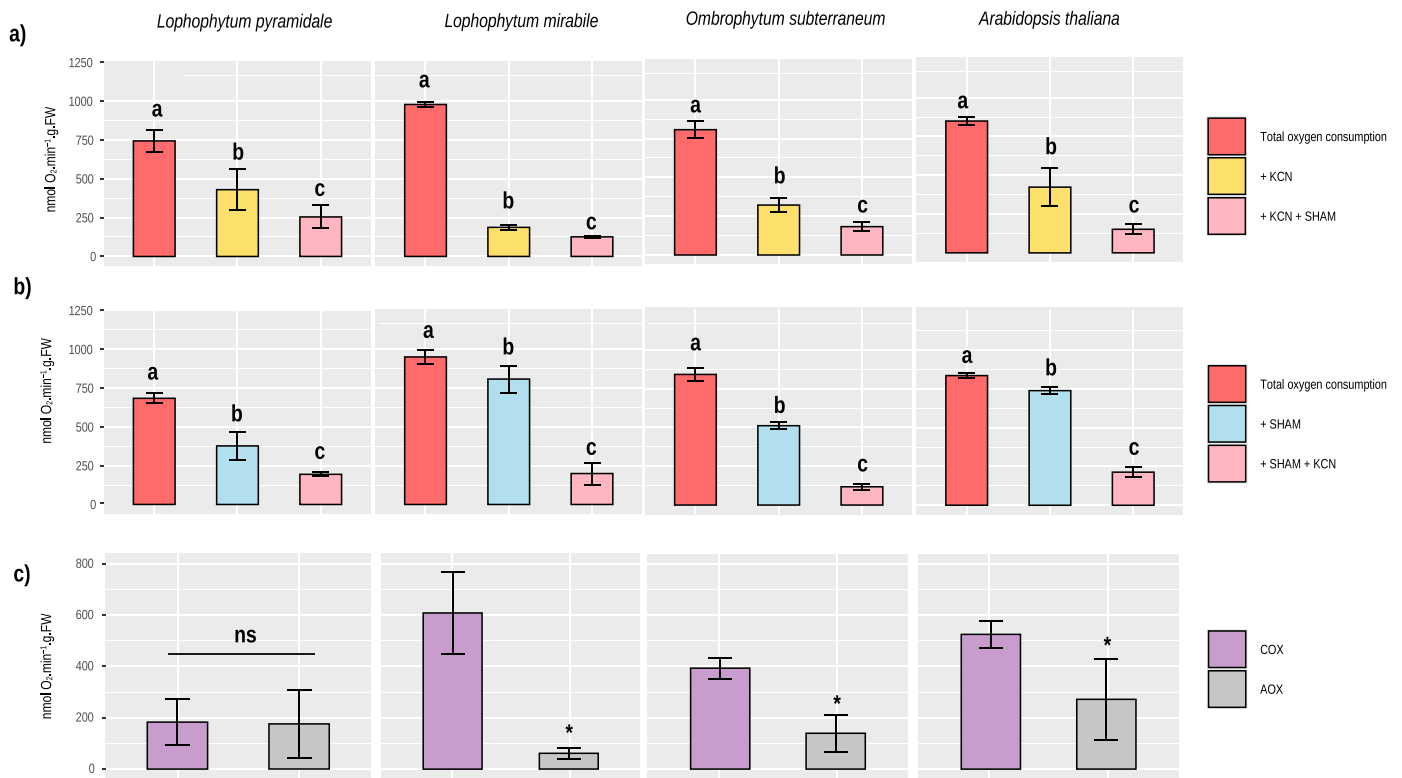 Lophophytum pyramidale
Lophophytum mirabile
Ombrophytum subterraneum
Arabidopsis thaliana
a)
nmol O₂.min⁻¹.g.FW
1250
1000
750
500
250
0
a
b
c
a
b
c
a
b
c
a
b
c
Total oxygen consumption
+ KCN
+ KCN + SHAM
b)
nmol O₂.min⁻¹.g.FW
1250
1000
750
500
250
0
a
b
c
a
b
c
a
b
c
a
b
c
Total oxygen consumption
+ SHAM
+ SHAM + KCN
c)
nmol O₂.min⁻¹.g.FW
800
600
400
200
0
ns
*
*
*
COX
AOX